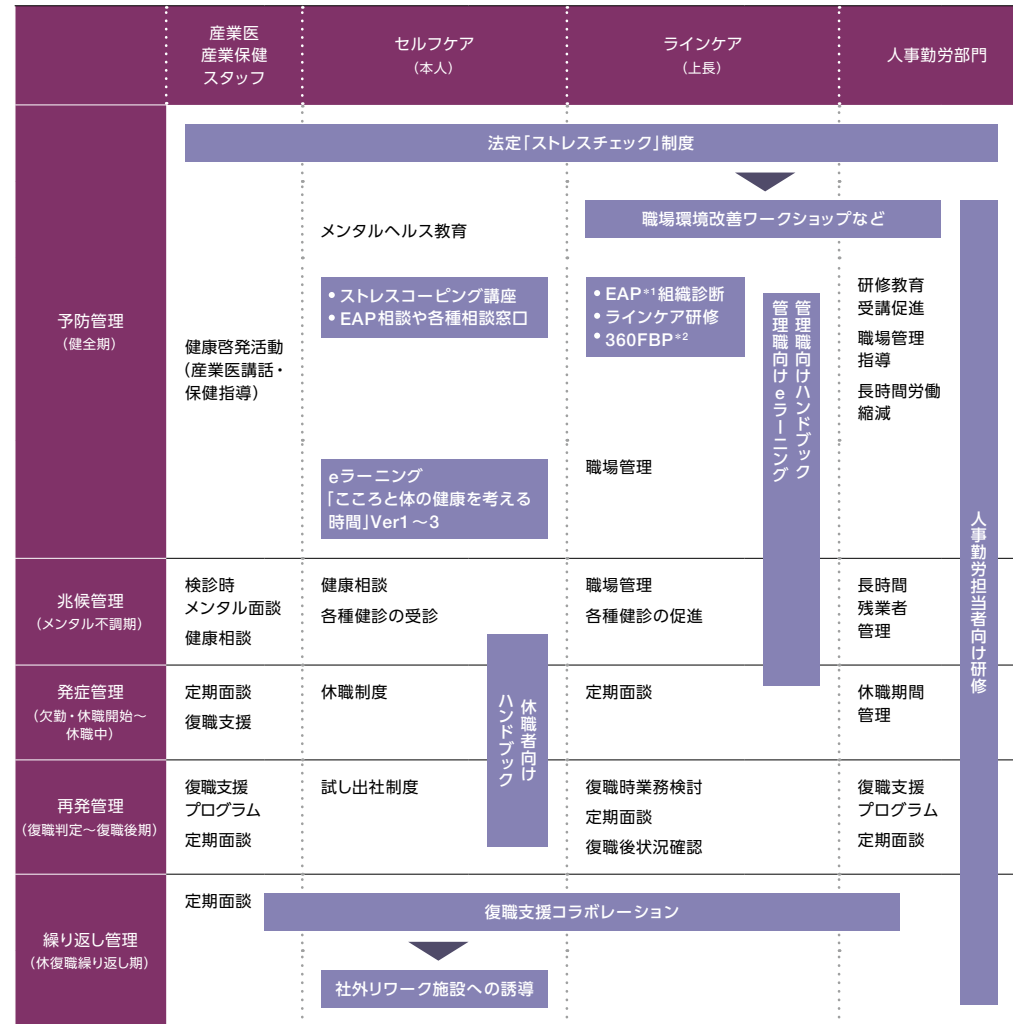 産業医
産業保健
スタッフ
セルフケア
（本人）
ラインケア
（上長）
人事勤労部門
法定「ストレスチェック」制度
予防管理
（健全期）
健康啓発活動
（産業医講話・
保健指導）
メンタルヘルス教育
• ストレスコーピング講座
• EAP相談や各種相談窓口
eラーニング
「こころと体の健康を考える
時間」Ver1～3
職場環境改善ワークショップなど
• EAP*1組織診断
• ラインケア研修
• 360FBP*2
職場管理
管理職向けハンドブック
管理職向けeラーニング
研修教育
受講促進
職場管理
指導
長時間労働
縮減
人事勤労担当者向け研修
兆候管理
（メンタル不調期）
検診時
メンタル面談
健康相談
健康相談
各種健診の受診
職場管理
各種健診の促進
長時間
残業者
管理
発症管理
（欠勤・休職開始～
休職中）
定期面談
復職支援
休職制度
休職者向け
ハンドブック
定期面談
休職期間
管理
再発管理
（復職判定～復職後期）
復職支援
プログラム
定期面談
試し出社制度
復職時業務検討
定期面談
復職後状況確認
復職支援
プログラム
定期面談
繰り返し管理
（休復職繰り返し期）
定期面談
復職支援コラボレーション
社外リワーク施設への誘導